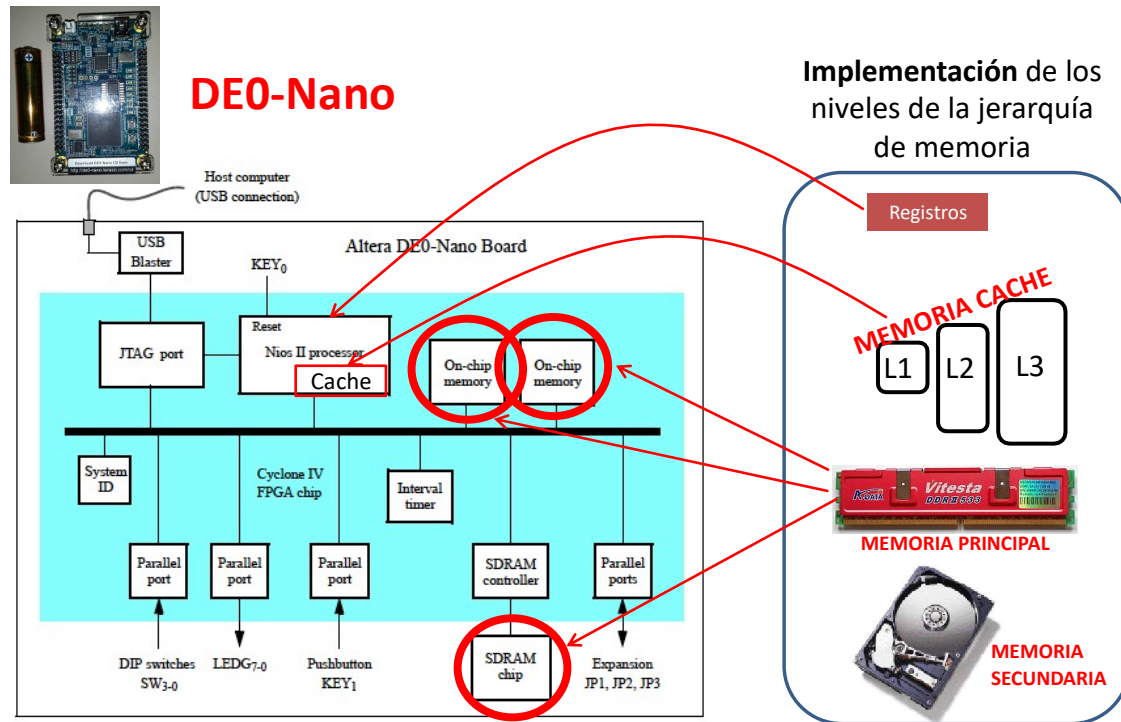 DE0-Nano
Implementación de los
niveles de la jerarquía
de memoria
Host computer
(USB connection)
USB
Blaster
Altera DE0-Nano Board
KEY0
Registros
JTAG port
Reset
Nios II processor
Cache
On-chip
memory
On-chip
memory
MEMORIA CACHE
L1
L2
L3
System
ID
Cyclone IV
FPGA chip
Interval
timer
Vitesta
DDR II 533
MEMORIA PRINCIPAL
Parallel
port
Parallel
port
Parallel
port
SDRAM
controller
Parallel
ports
DIP switches
SW3-0
LEDG7-0
Pushbutton
KEY1
SDRAM
chip
Expansion
JP1, JP2, JP3
MEMORIA
SECUNDARIA